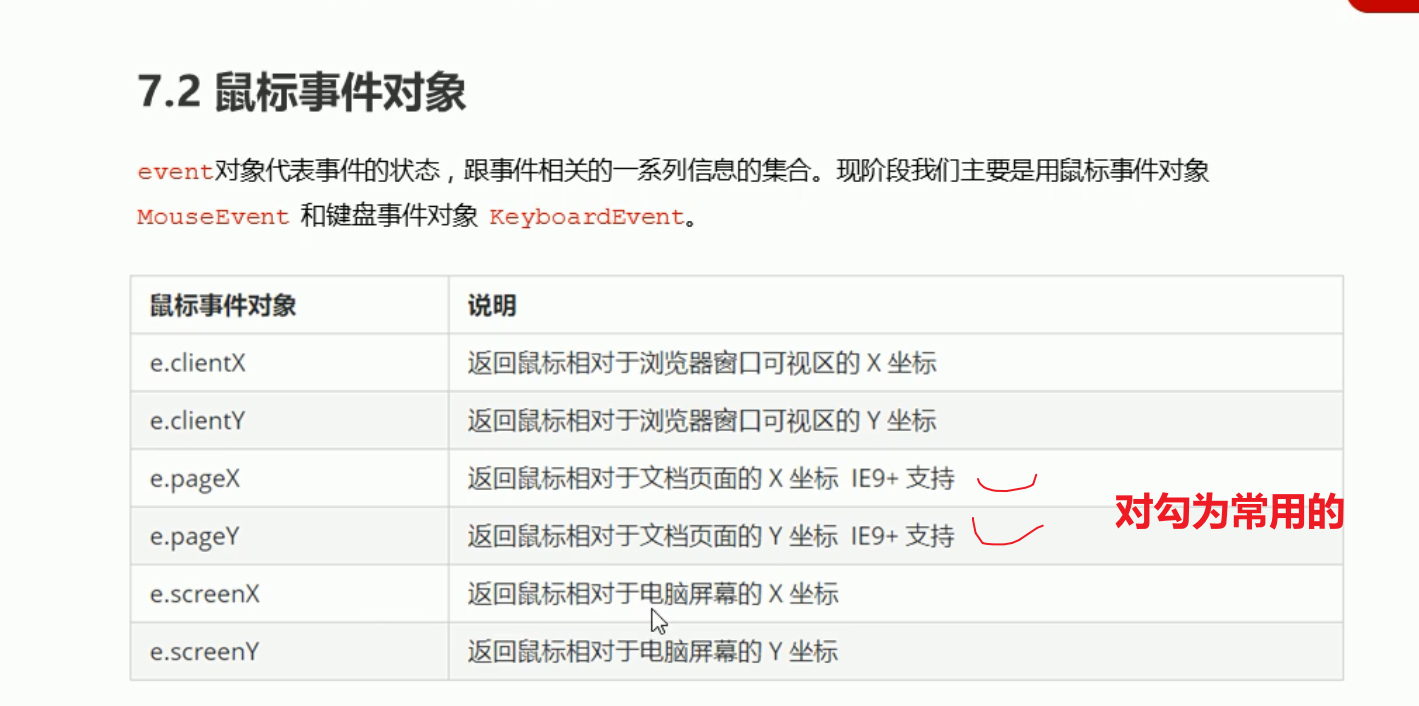 7.2 鼠标事件对象
event对象代表事件的状态，跟事件相关的一系列信息的集合。现阶段我们主要是用鼠标事件对象
MouseEvent 和键盘事件对象 KeyboardEvent。
鼠标事件对象 说明
e.clientX 返回鼠标相对于浏览器窗口可视区的 X 坐标
e.clientY 返回鼠标相对于浏览器窗口可视区的 Y 坐标
e.pageX 返回鼠标相对于文档页面的 X 坐标 IE9+ 支持
对勾为常用的
e.pageY 返回鼠标相对于文档页面的 Y 坐标 IE9+ 支持
e.screenX 返回鼠标相对于电脑屏幕的 X 坐标
e.screenY 返回鼠标相对于电脑屏幕的 Y 坐标